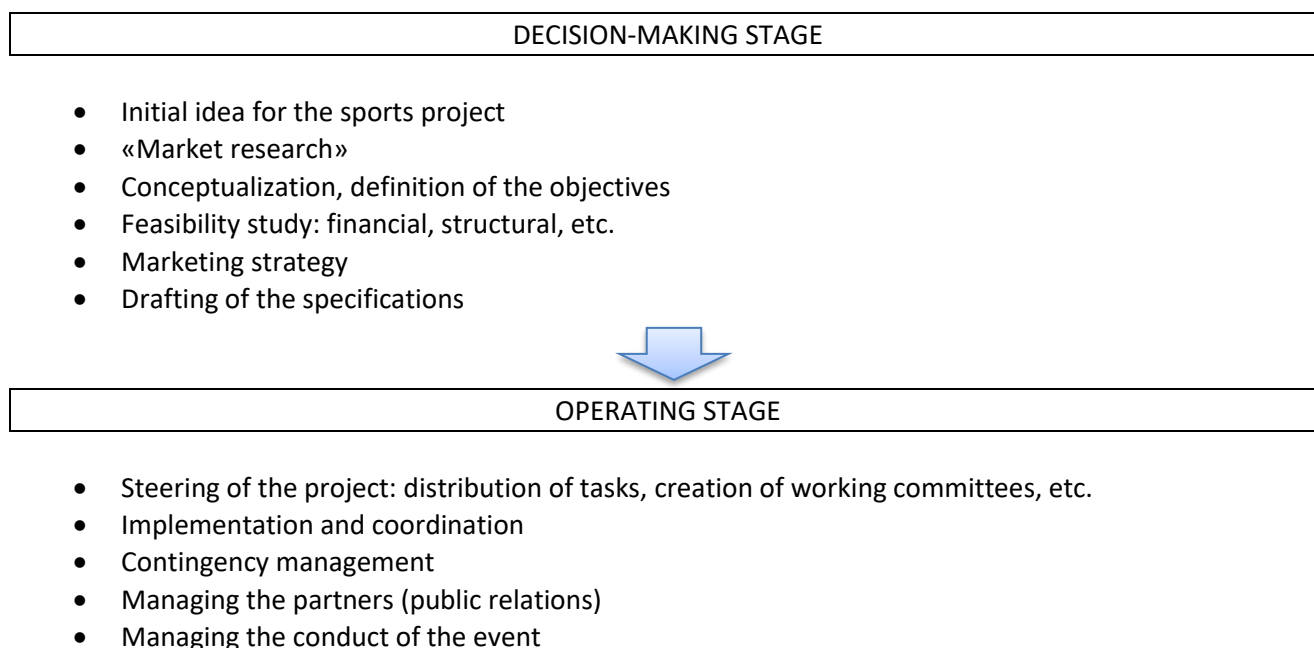 DECISION-MAKING STAGE
• Initial idea for the sports project
• «Market research»
• Conceptualization, definition of the objectives
• Feasibility study: financial, structural, etc.
• Marketing strategy
• Drafting of the specifications
OPERATING STAGE
• Steering of the project: distribution of tasks, creation of working committees, etc.
• Implementation and coordination
• Contingency management
• Managing the partners (public relations)
• Managing the conduct of the event